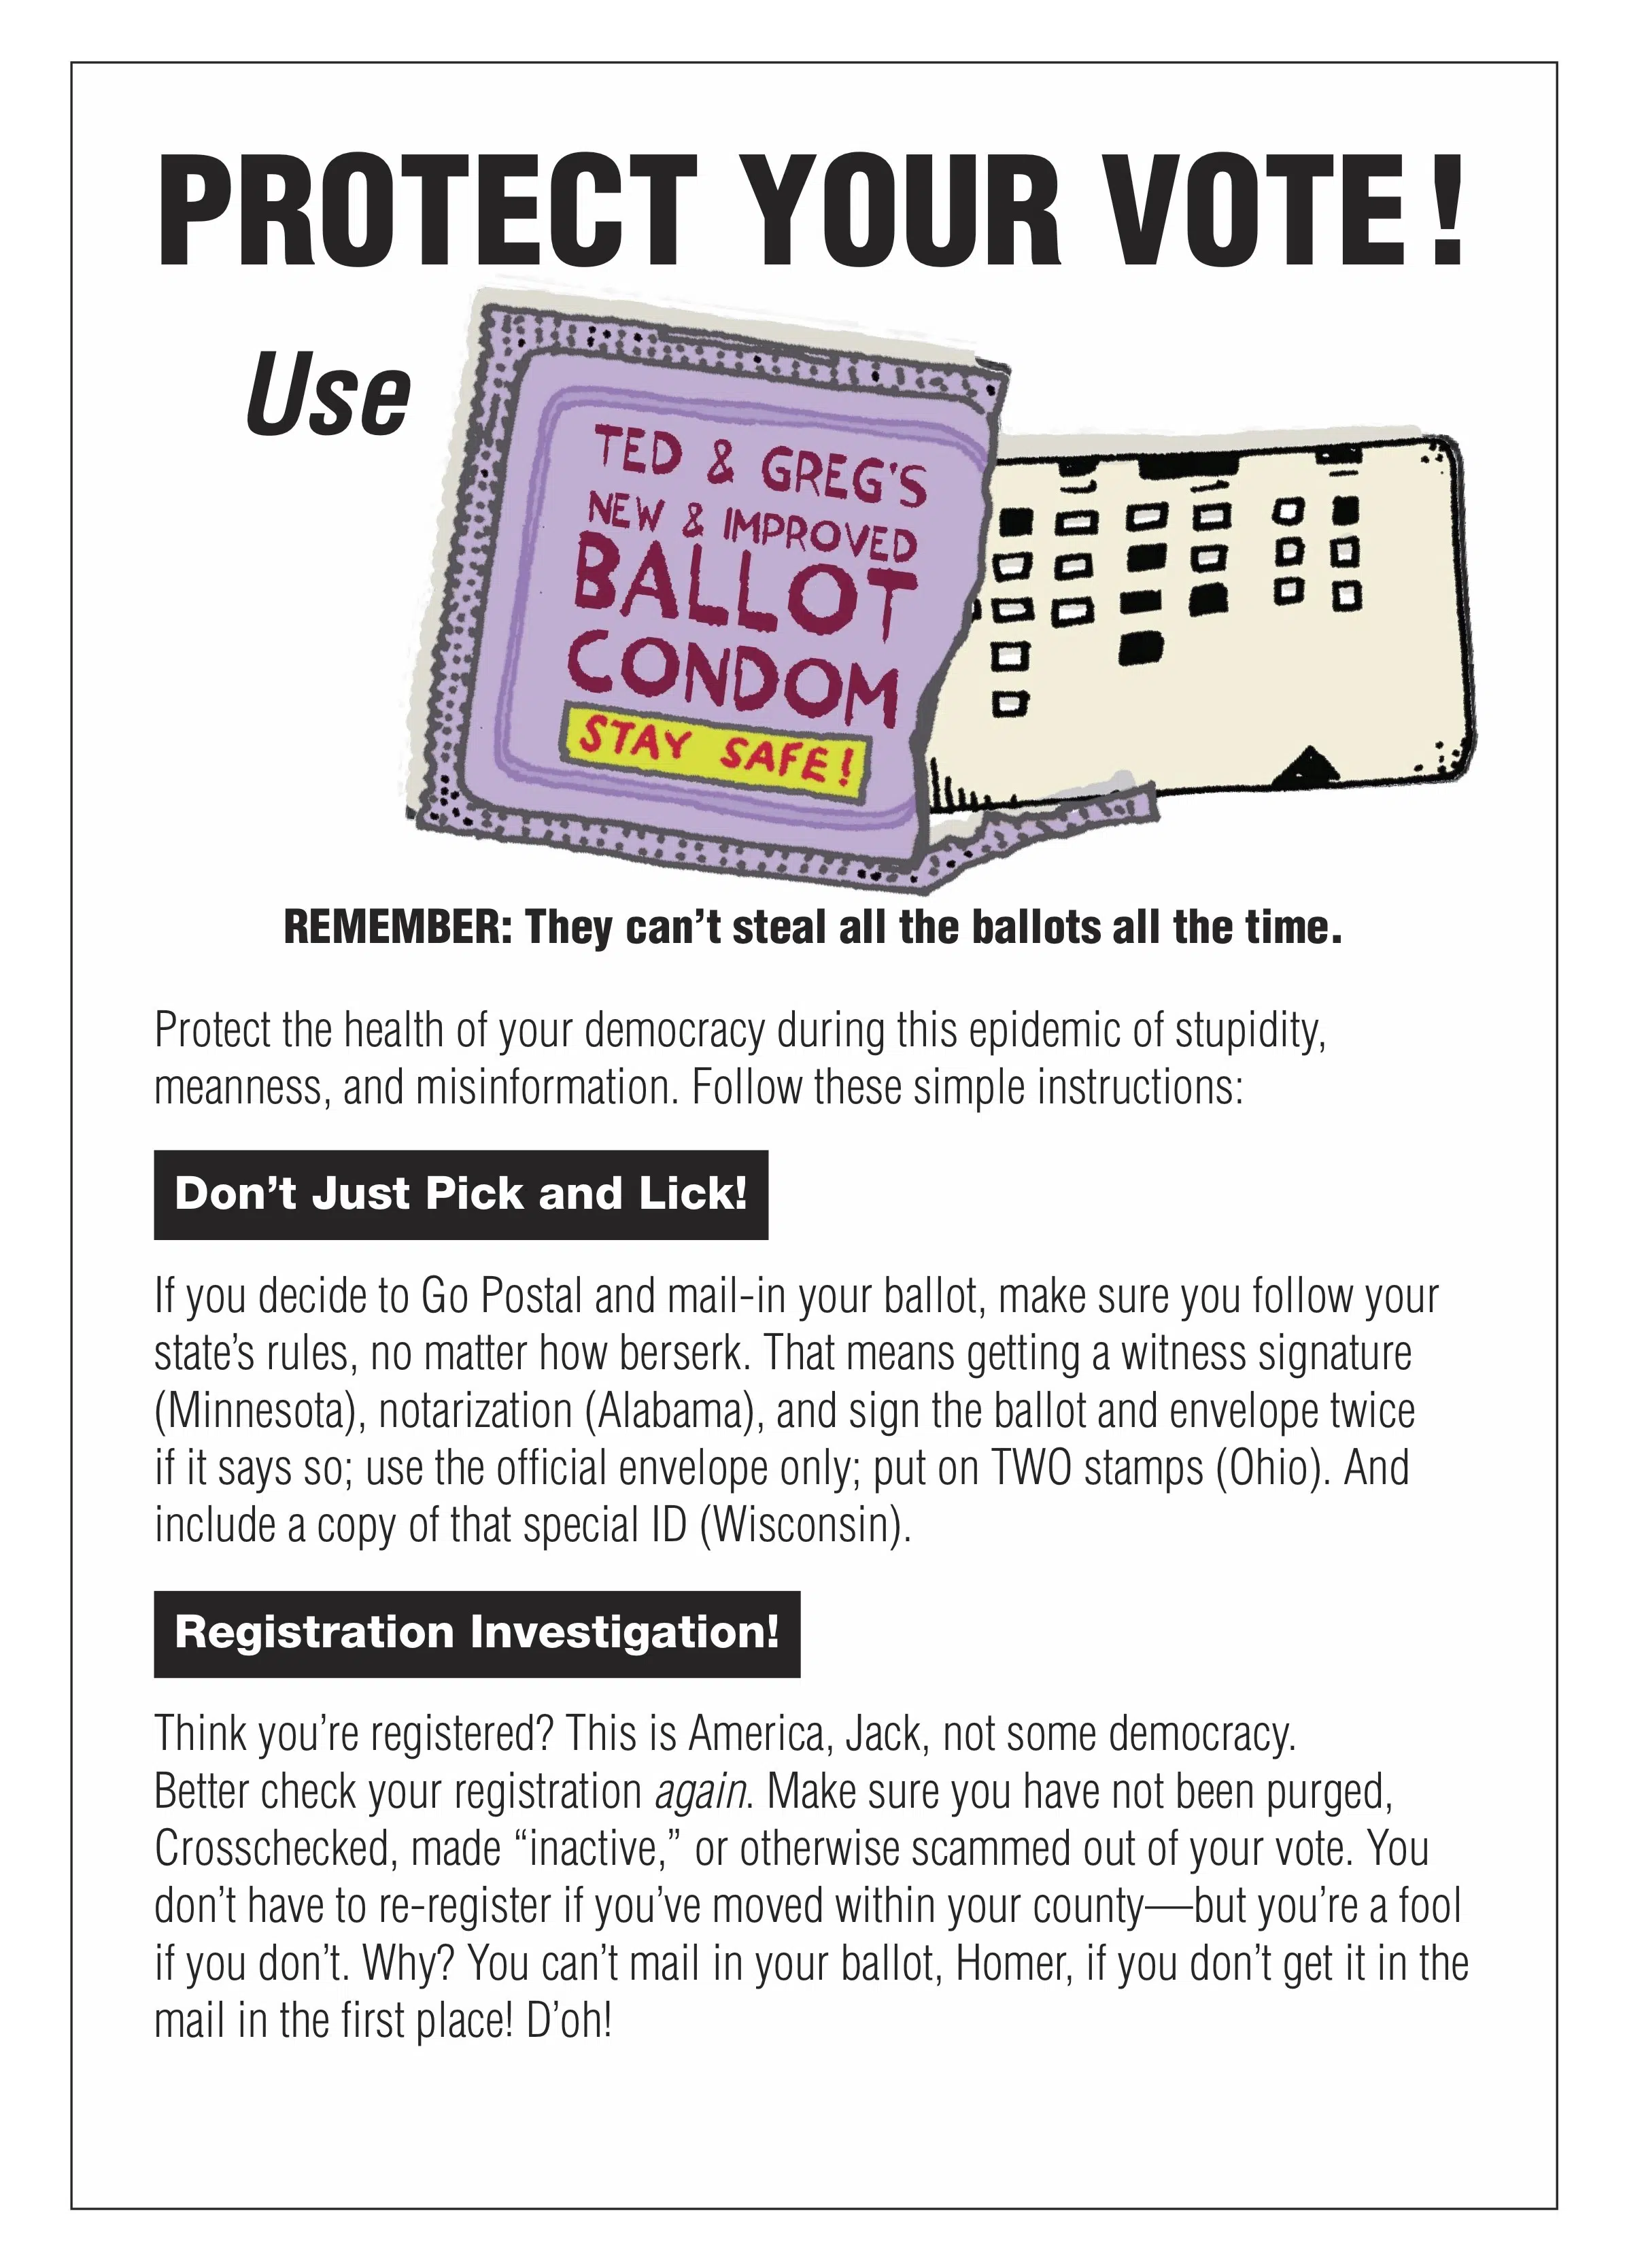 PROTECT YOUR VOTE!
Use
TED & GREG'S
NEW & IMPROVED
BALLOT
CONDOM
STAY SAFE!
REMEMBER: They can’t steal all the ballots all the time.
Protect the health of your democracy during this epidemic of stupidity,
meanness, and misinformation. Follow these simple instructions:
Don’t Just Pick and Lick!
If you decide to Go Postal and mail-in your ballot, make sure you follow your
state’s rules, no matter how berserk. That means getting a witness signature
(Minnesota), notarization (Alabama), and sign the ballot and envelope twice
if it says so; use the official envelope only; put on TWO stamps (Ohio). And
include a copy of that special ID (Wisconsin).
Registration Investigation!
Think you’re registered? This is America, Jack, not some democracy.
Better check your registration again. Make sure you have not been purged,
Crosschecked, made “inactive,” or otherwise scammed out of your vote. You
don’t have to re-register if you’ve moved within your county—but you’re a fool
if you don’t. Why? You can’t mail in your ballot, Homer, if you don’t get it in the
mail in the first place! D’oh!